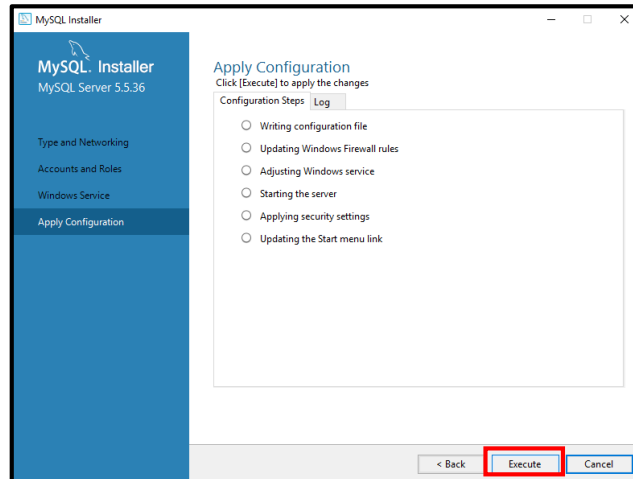 MySQL Installer
MySQL. Installer
MySQL Server 5.5.36
Type and Networking
Accounts and Roles
Windows Service
Apply Configuration
Apply Configuration
Click [Execute] to apply the changes
Configuration Steps Log
Writing configuration file
Updating Windows Firewall rules
Adjusting Windows service
Starting the server
Applying security settings
Updating the Start menu link
< Back Execute Cancel